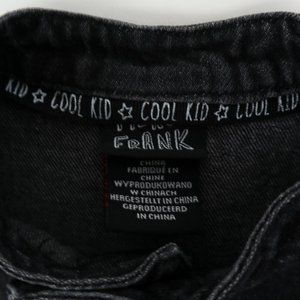 KID ☆ COOL KID ☆ COOL KID ☆ COOL KID
FRANK
CHINA
FABRIQUÉ EN
CHINE
WYPRODUKOWANO
W CHINACH
HERGESTELLT IN CHINA
GEPRODUCEERD
IN CHINA